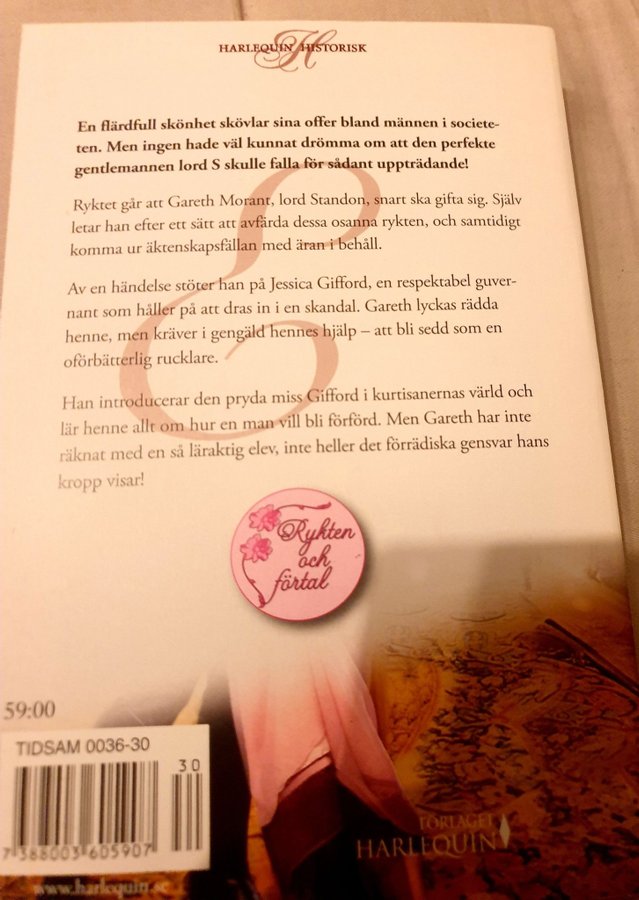 HARLEQUIN H HISTORISK
En flärdfull skönhet skövlar sina offer bland männen i societe-
ten. Men ingen hade väl kunnat drömma om att den perfekte
gentlemannen lord S skulle falla för sådant uppträdande!
Ryktet går att Gareth Morant, lord Standon, snart ska gifta sig. Själv
letar han efter ett sätt att avfärda dessa osanna rykten, och samtidigt
komma ur äktenskapsfällan med äran i behåll.
Av en händelse stöter han på Jessica Gifford, en respektabel guver-
nant som håller på att dras in i en skandal. Gareth lyckas rädda
henne, men kräver i gengäld hennes hjälp – att bli sedd som en
oförbätterlig rucklare.
Han introducerar den pryda miss Gifford i kurtisanernas värld och
lär henne allt om hur en man vill bli förförd. Men Gareth har inte
räknat med en så läraktig elev, inte heller det förrädiska gensvar hans
kropp visar!
Rykten
och
förtal
59:00
TIDSAM 0036-30
30
7 388003 605907
FÖRLAGET
HARLEQUIN
www.harlequin.se